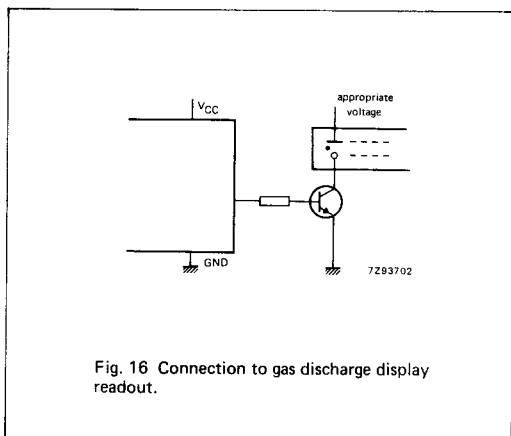 V_CC
appropriate
voltage
GND
7Z93702
Fig. 16 Connection to gas discharge display
readout.